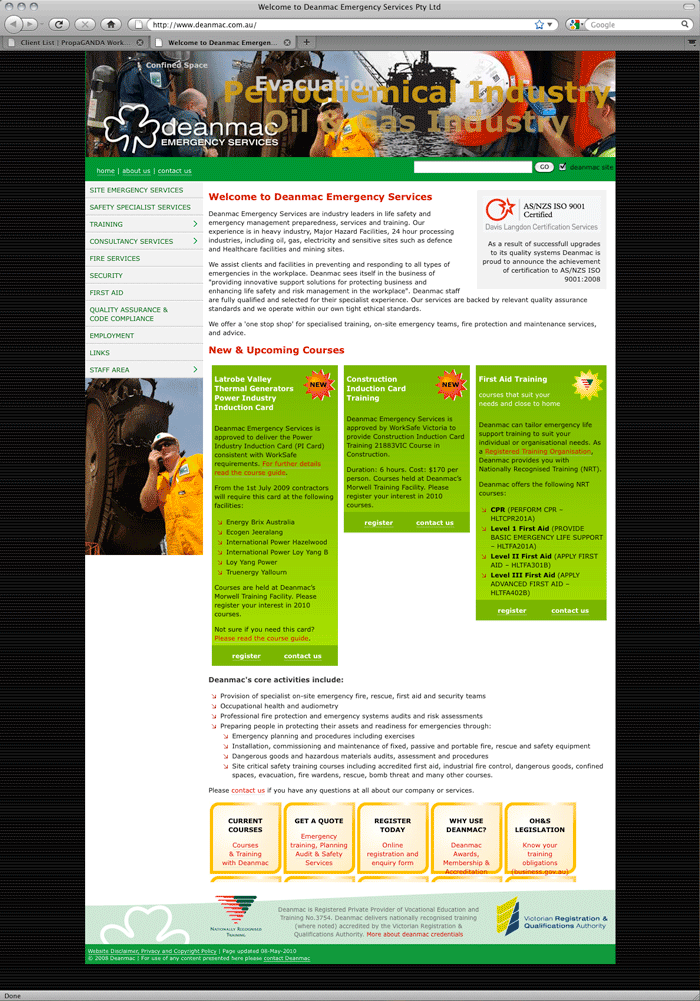 Welcome to Deanmac Emergency Services Pty Ltd
http://www.deanmac.com.au/
Google
Client List | PropaGANDA Work...
Welcome to Deanmac Emergen...
Confined Space
Evacuation
Petrochemical Industry
Oil & Gas Industry
deanmac
EMERGENCY SERVICES
home | about us | contact us
GO
deanmac site
SITE EMERGENCY SERVICES
SAFETY SPECIALIST SERVICES
TRAINING
CONSULTANCY SERVICES
FIRE SERVICES
SECURITY
FIRST AID
QUALITY ASSURANCE &
CODE COMPLIANCE
EMPLOYMENT
LINKS
STAFF AREA
Welcome to Deanmac Emergency Services
Deanmac Emergency Services are industry leaders in life safety and
emergency management preparedness, services and training. Our
experience is in heavy industry, Major Hazard Facilities, 24 hour processing
industries, including oil, gas, electricity and sensitive sites such as defence
and Healthcare facilities and mining sites.
We assist clients and facilities in preventing and responding to all types of
emergencies in the workplace. Deanmac sees itself in the business of
"providing innovative support solutions for protecting business and
enhancing life safety and risk management in the workplace". Deanmac staff
are fully qualified and selected for their specialist experience. Our services are backed by relevant quality assurance
standards and we operate within our own tight ethical standards.
We offer a 'one stop shop' for specialised training, on-site emergency teams, fire protection and maintenance services,
and advice.
AS/NZS ISO 9001
Certified
Davis Langdon Certification Services
As a result of successfull upgrades
to its quality systems Deanmac is
proud to announce the achievement
of certification to AS/NZS ISO
9001:2008
New & Upcoming Courses
Latrobe Valley
Thermal Generators
Power Industry
Induction Card
NEW
Deanmac Emergency Services is
approved to deliver the Power
Industry Induction Card (PI Card)
consistent with WorkSafe
requirements. For further details
read the course guide.
From the 1st July 2009 contractors
will require this card at the following
facilities:
Energy Brix Australia
Ecogen Jeeralang
International Power Hazelwood
International Power Loy Yang B
Loy Yang Power
Truenergy Yallourn
Courses are held at Deanmac's
Morwell Training Facility. Please
register your interest in 2010
courses.
Not sure if you need this card?
Please read the course guide.
register contact us
Construction
Induction Card
Training
NEW
Deanmac Emergency Services is
approved by WorkSafe Victoria to
provide Construction Induction Card
Training 21883VIC Course in
Construction.
Duration: 6 hours. Cost: $170 per
person. Courses held at Deanmac's
Morwell Training Facility. Please
register your interest in 2010
courses.
register contact us
First Aid Training
courses that suit your
needs and close to home
Deanmac can tailor emergency life
support training to suit your
individual or organisational needs. As
a Registered Training Organisation,
Deanmac provides you with
Nationally Recognised Training (NRT).
Deanmac offers the following NRT
courses:
CPR (PERFORM CPR –
HLTCPR201A)
Level 1 First Aid (PROVIDE
BASIC EMERGENCY LIFE SUPPORT
– HLTFA201A)
Level II First Aid (APPLY FIRST
AID – HLTFA301B)
Level III First Aid (APPLY
ADVANCED FIRST AID –
HLTFA402B)
register contact us
Deanmac's core activities include:
Provision of specialist on-site emergency fire, rescue, first aid and security teams
Occupational health and audiometry
Professional fire protection and emergency systems audits and risk assessments
Preparing people in protecting their assets and readiness for emergencies through:
Emergency planning and procedures including exercises
Installation, commissioning and maintenance of fixed, passive and portable fire, rescue and safety equipment
Dangerous goods and hazardous materials audits, assessment and procedures
Site critical safety training courses including accredited first aid, industrial fire control, dangerous goods, confined
spaces, evacuation, fire wardens, rescue, bomb threat and many other courses.
Please contact us if you have any questions at all about our company or services.
CURRENT
COURSES
Courses
& Training
with Deanmac
GET A QUOTE
Emergency
training, Planning
Audit & Safety
Services
REGISTER
TODAY
Online
registration and
enquiry form
WHY USE
DEANMAC?
Deanmac
Awards,
Membership &
Accreditation
OH&S
LEGISLATION
Know your
training
obligations
(business.gov.au)
NATIONALLY RECOGNISED
TRAINING
Deanmac is Registered Private Provider of Vocational Education and
Training No.3754. Deanmac delivers nationally recognised training
(where noted) accredited by the Victorian Registration &
Qualifications Authority. More about deanmac credentials
Victorian Registration &
Qualifications Authority
Website Disclaimer, Privacy and Copyright Policy | Page updated 08-May-2010
© 2008 Deanmac | For use of any content presented here please contact Deanmac
Done